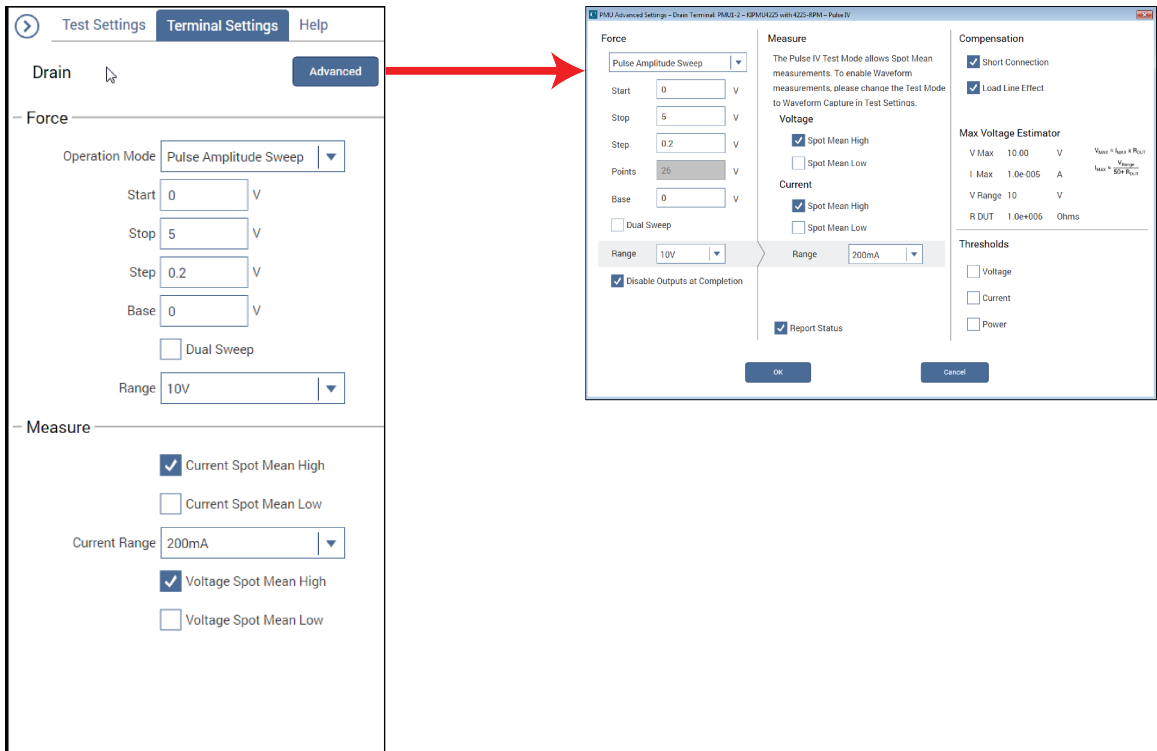 Test Settings Terminal Settings Help
Drain Advanced
Force
Operation Mode Pulse Amplitude Sweep
Start 0 V
Stop 5 V
Step 0.2 V
Base 0 V
Dual Sweep
Range 10V
Measure
Current Spot Mean High
Current Spot Mean Low
Current Range 200mA
Voltage Spot Mean High
Voltage Spot Mean Low
PMU Advanced Settings – Drain Terminal: PMU1-2 – KIPMU4225 with 4225-RPM – Pulse IV
Force
Pulse Amplitude Sweep
Start 0 V
Stop 5 V
Step 0.2 V
Points 26 V
Base 0 V
Dual Sweep
Range 10V
Disable Outputs at Completion
Measure
The Pulse IV Test Mode allows Spot Mean
measurements. To enable Waveform
measurements, please change the Test Mode
to Waveform Capture in Test Settings.
Voltage
Spot Mean High
Spot Mean Low
Current
Spot Mean High
Spot Mean Low
Range 200mA
Report Status
Compensation
Short Connection
Load Line Effect
Max Voltage Estimator
V Max 10.00 V
I Max 1.0e-005 A
V Range 10 V
R DUT 1.0e+006 Ohms
VMAX = IMAX x RDUT
IMAX = VRange / 50+ RDUT
Thresholds
Voltage
Current
Power
OK Cancel